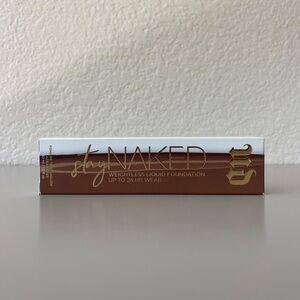 stay NAKED
WEIGHTLESS LIQUID FOUNDATION
UP TO 24 HR WEAR
UD